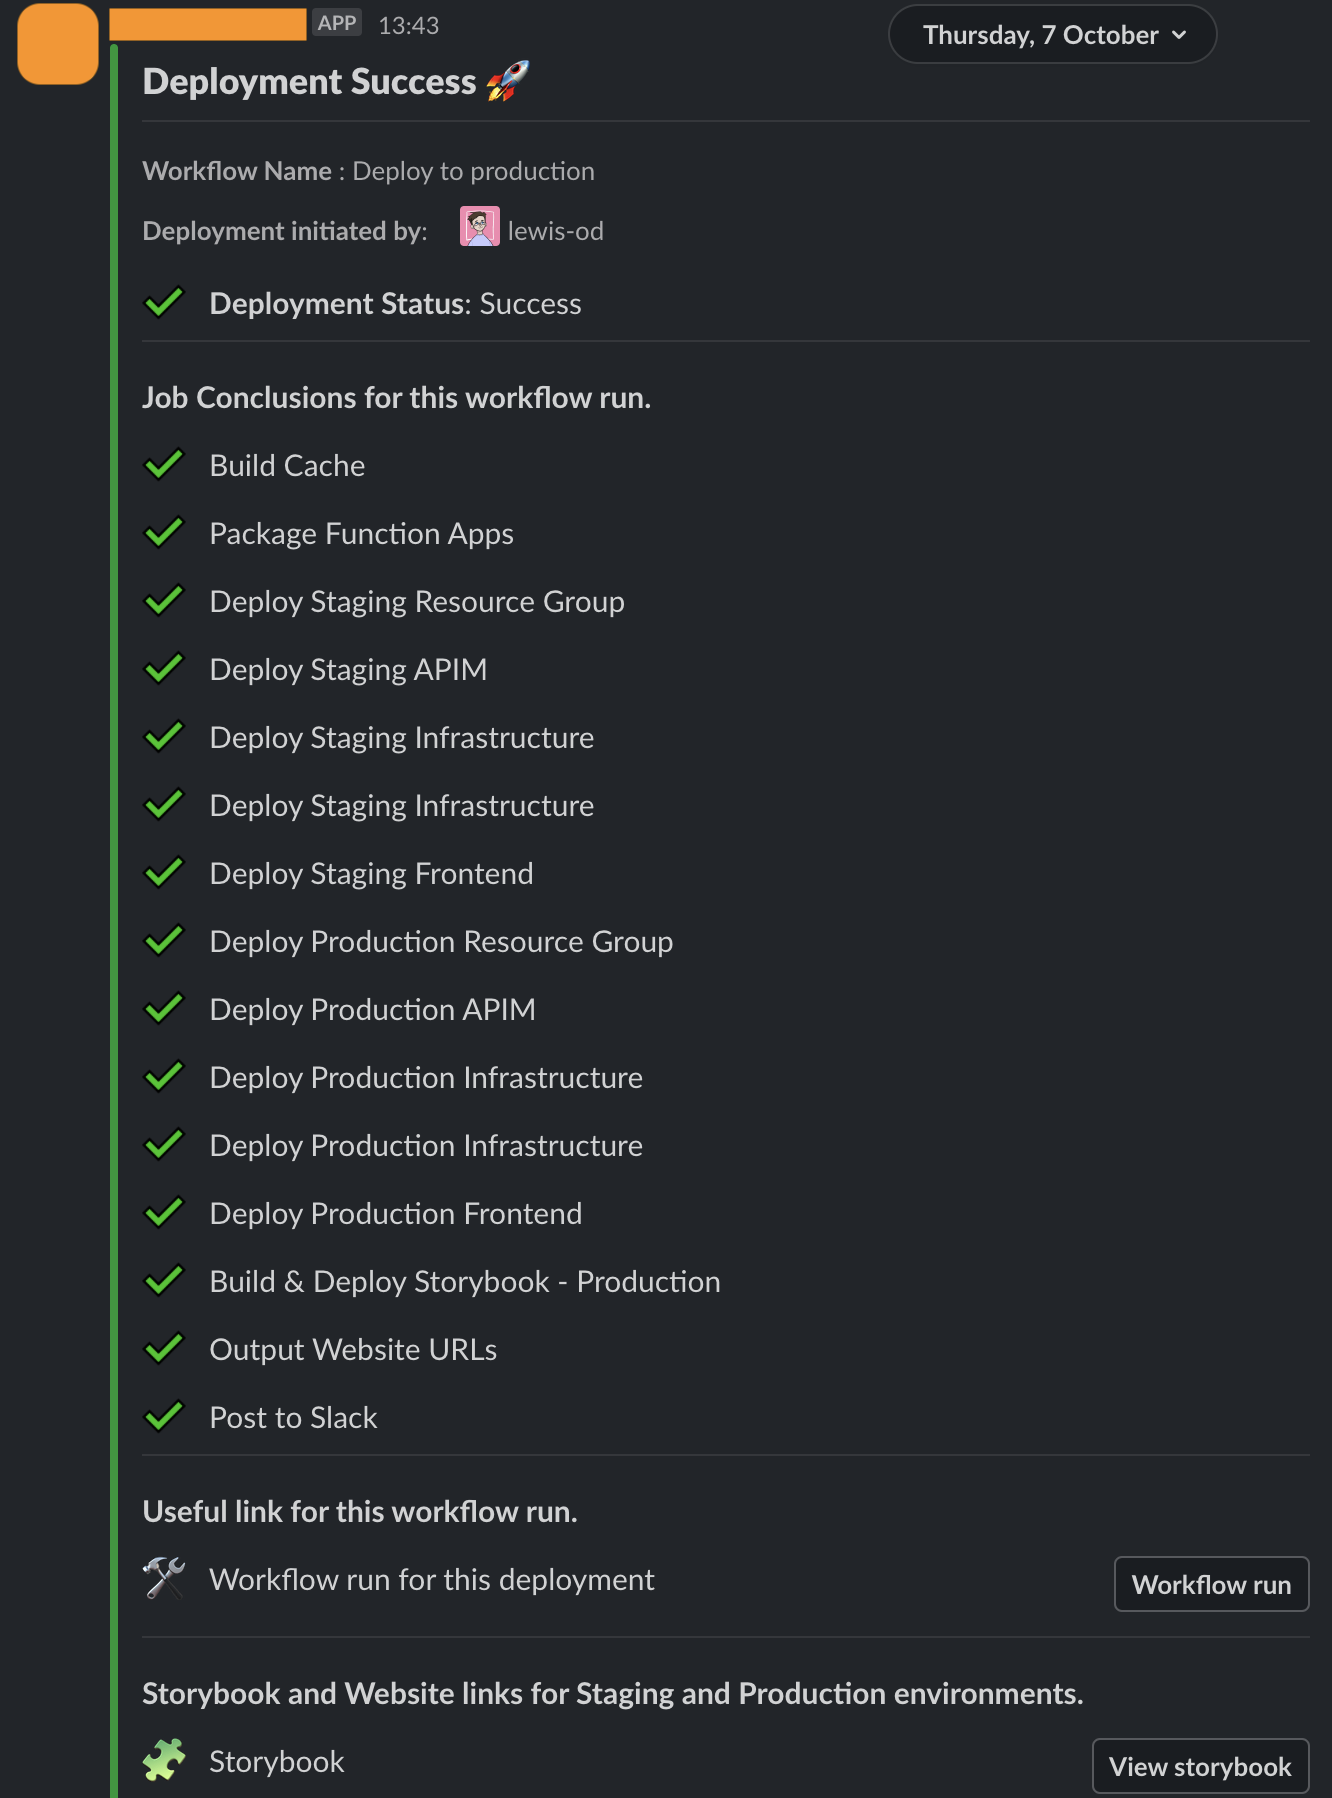 APP 13:43
Thursday, 7 October
Deployment Success
Workflow Name : Deploy to production
Deployment initiated by: lewis-od
Deployment Status: Success
Job Conclusions for this workflow run.
Build Cache
Package Function Apps
Deploy Staging Resource Group
Deploy Staging APIM
Deploy Staging Infrastructure
Deploy Staging Infrastructure
Deploy Staging Frontend
Deploy Production Resource Group
Deploy Production APIM
Deploy Production Infrastructure
Deploy Production Infrastructure
Deploy Production Frontend
Build & Deploy Storybook - Production
Output Website URLs
Post to Slack
Useful link for this workflow run.
Workflow run for this deployment
Workflow run
Storybook and Website links for Staging and Production environments.
Storybook
View storybook